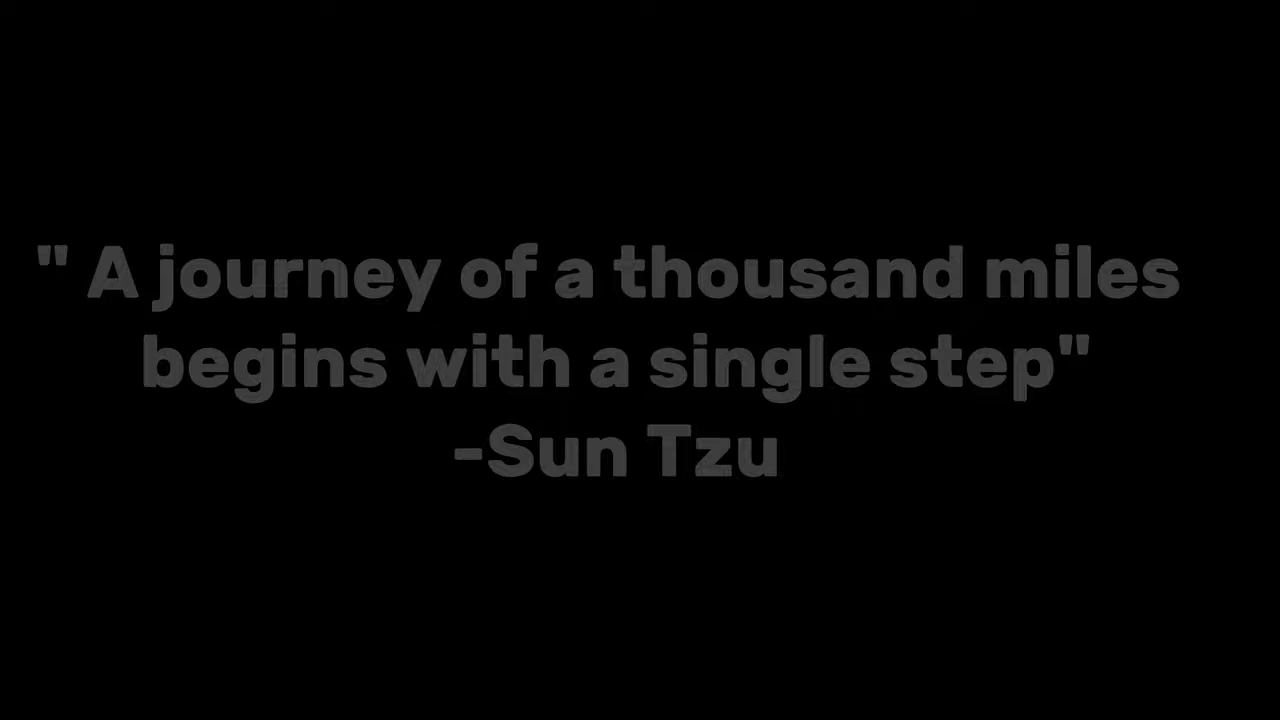 " A journey of a thousand miles
begins with a single step"
-Sun Tzu